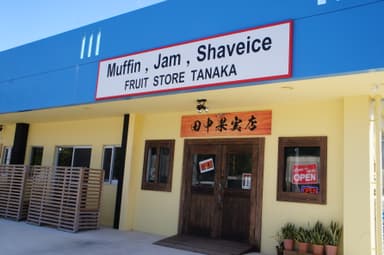 Muffin , Jam , Shaveice
FRUIT STORE TANAKA
田中果実店
OPEN